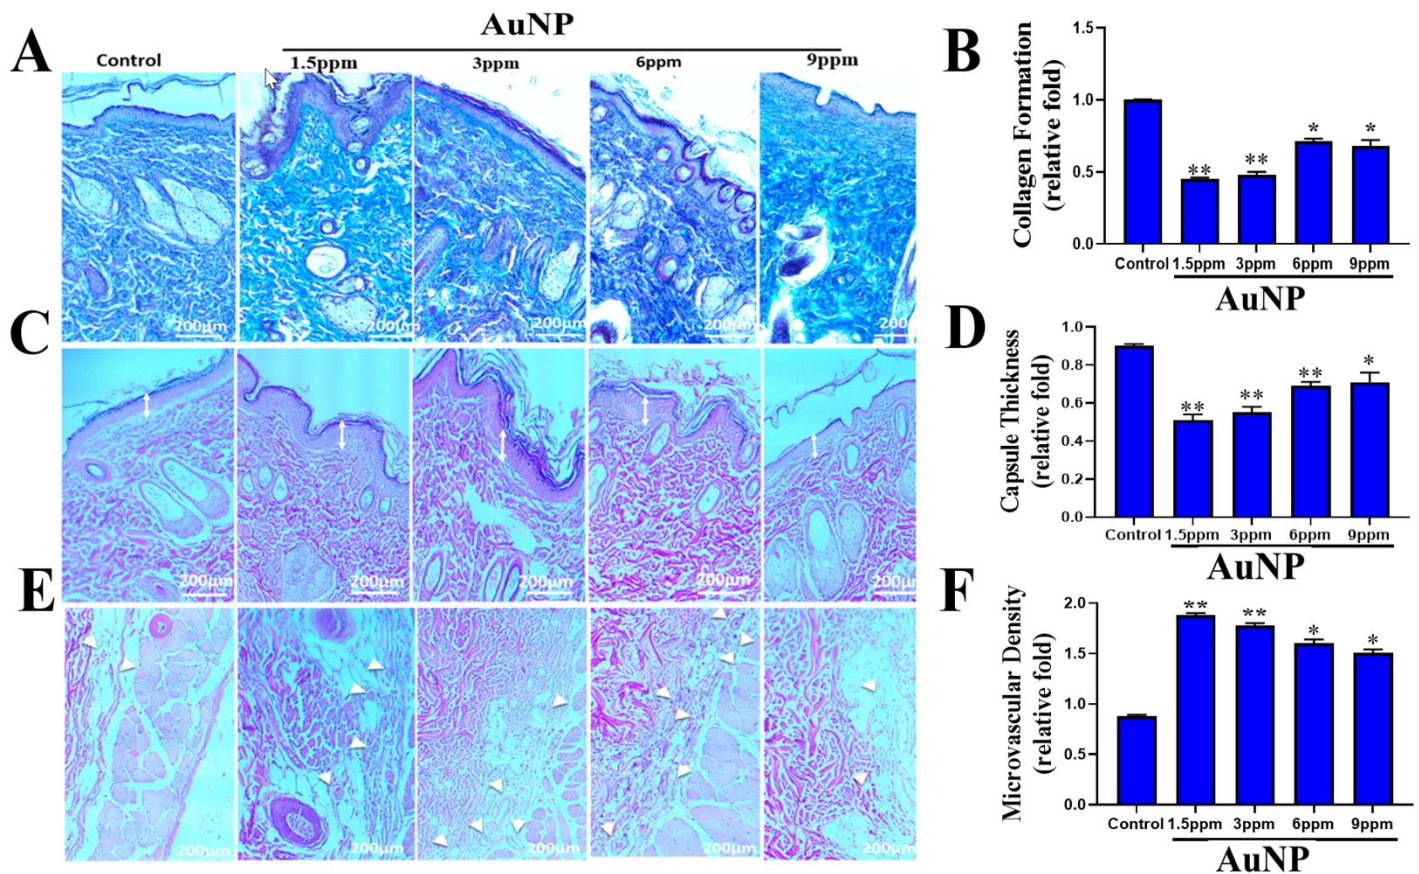 A
AuNP
Control
1.5ppm
3ppm
6ppm
9ppm
200µm
200µm
200µm
200µm
200µm
B
Collagen Formation
(relative fold)
1.5
1.0
0.5
0.0
**
**
*
*
Control
1.5ppm
3ppm
6ppm
9ppm
AuNP
C
200µm
200µm
200µm
200µm
200µm
D
Capsule Thickness
(relative fold)
1.0
0.8
0.6
0.4
0.2
0.0
**
**
**
*
Control
1.5ppm
3ppm
6ppm
9ppm
AuNP
E
200µm
200µm
200µm
200µm
200µm
F
Microvascular Density
(relative fold)
2.0
1.5
1.0
0.5
0.0
**
**
*
*
Control
1.5ppm
3ppm
6ppm
9ppm
AuNP